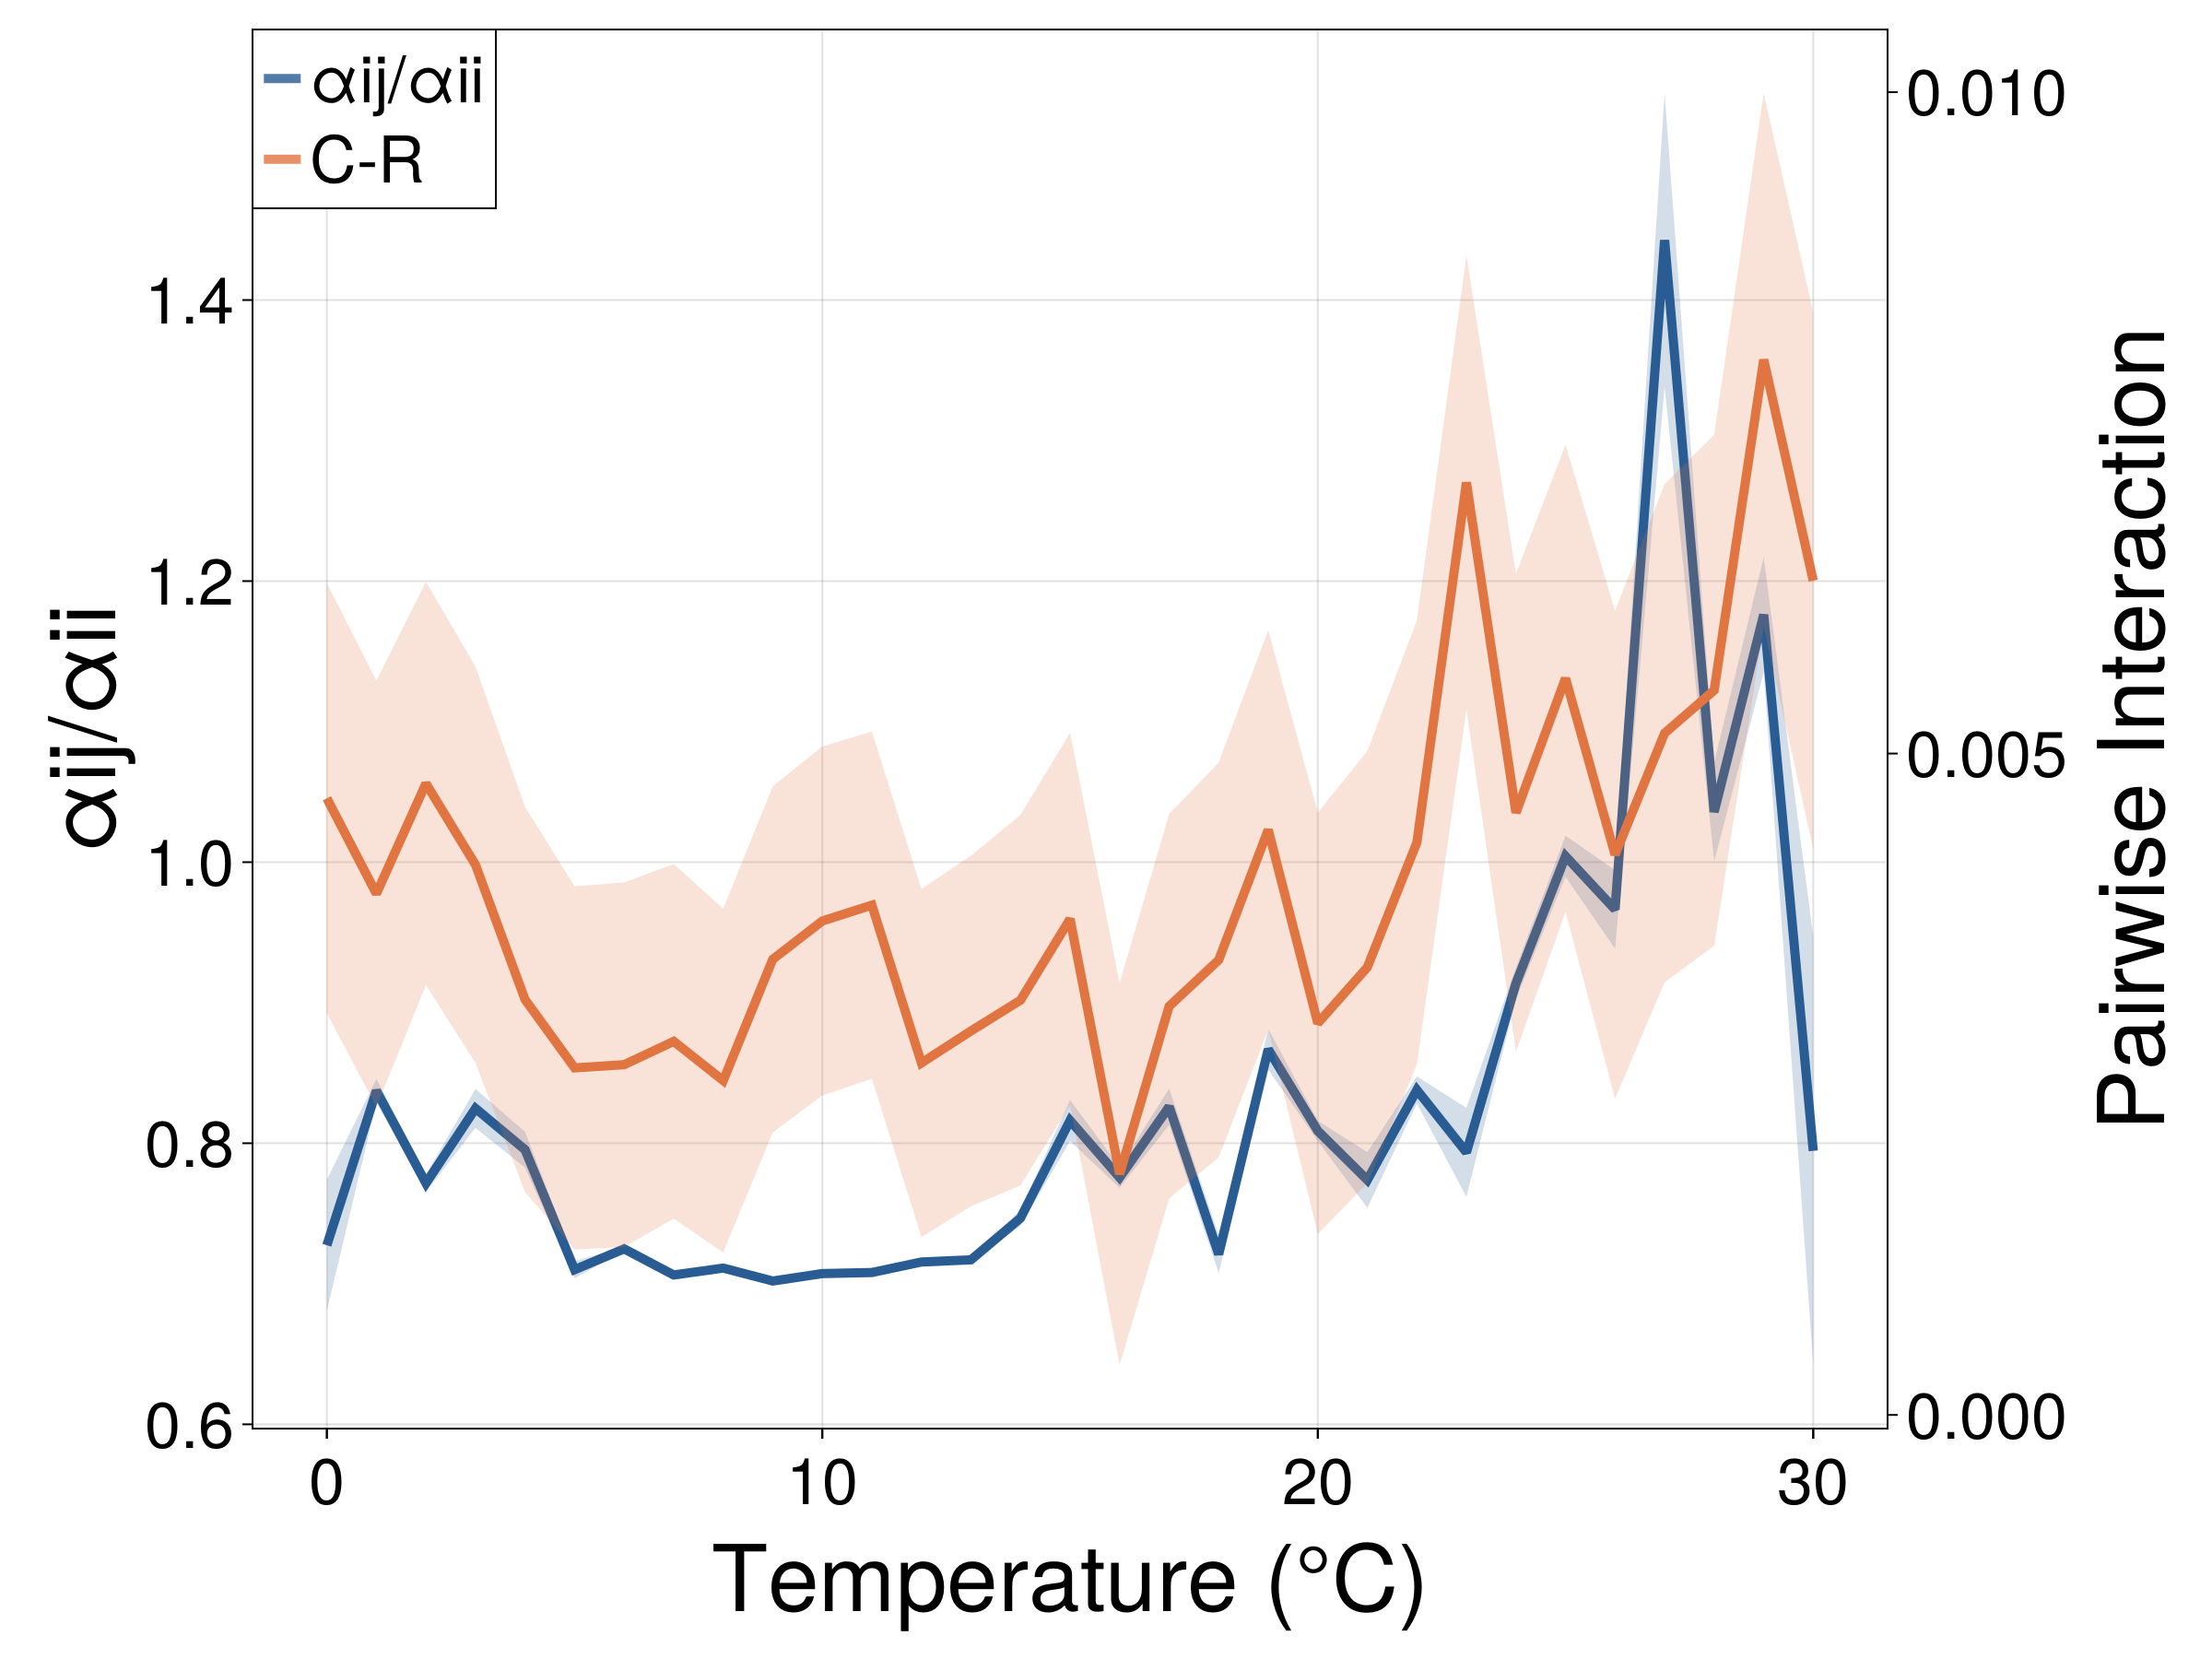 αij/αii
C-R
1.4
1.2
1.0
0.8
0.6
αij/αii
0.010
0.005
0.000
Pairwise Interaction
0 10 20 30
Temperature (°C)